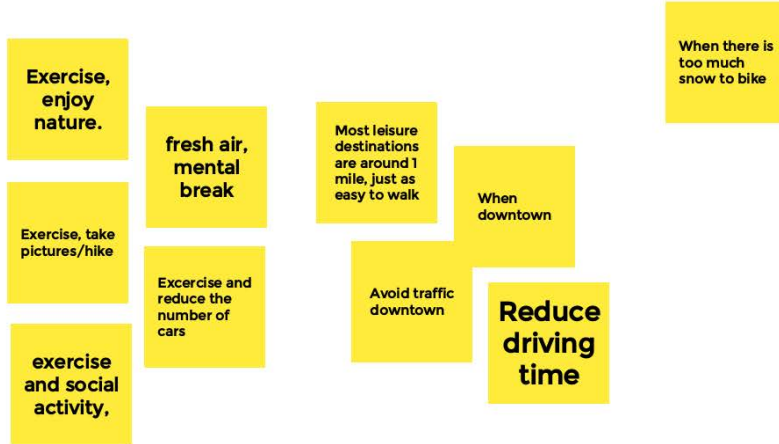 Exercise,
enjoy
nature.
Exercise, take
pictures/hike
exercise
and social
activity,
fresh air,
mental
break
Excercise and
reduce the
number of
cars
Most leisure
destinations
are around 1
mile, just as
easy to walk
When
downtown
Avoid traffic
downtown
Reduce
driving
time
When there is
too much
snow to bike